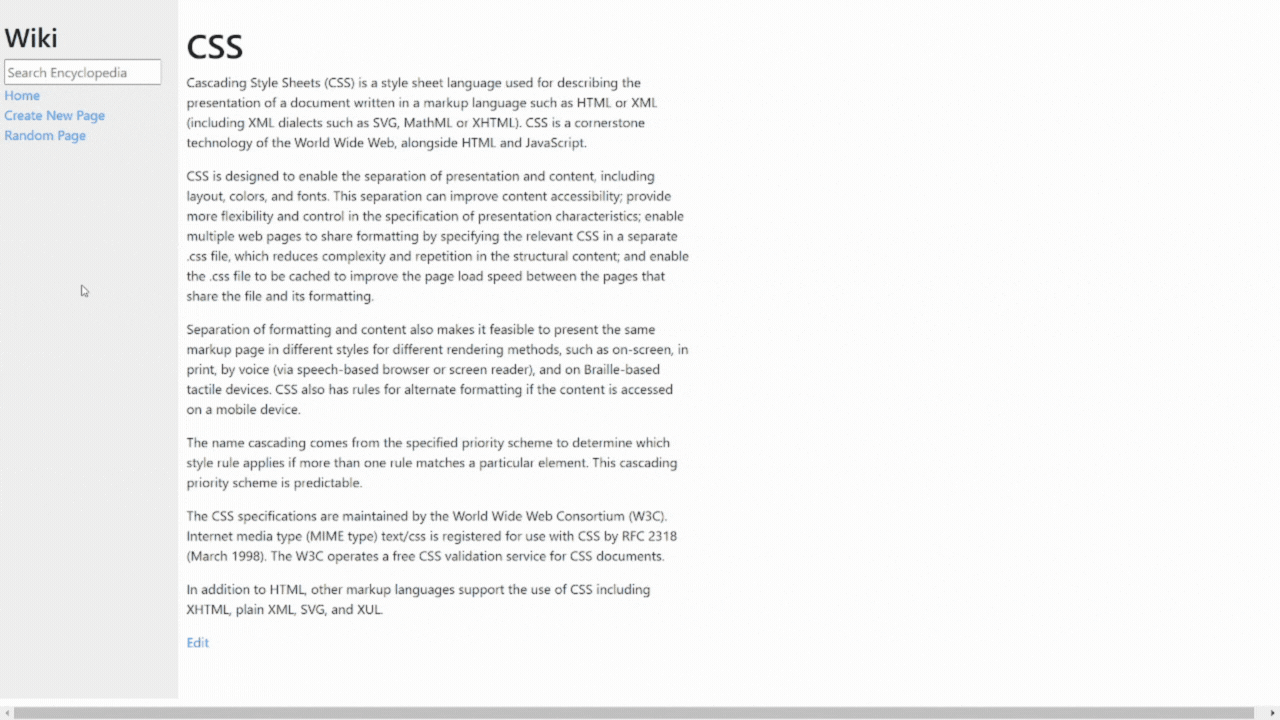 Wiki
Search Encyclopedia
Home
Create New Page
Random Page
CSS
Cascading Style Sheets (CSS) is a style sheet language used for describing the
presentation of a document written in a markup language such as HTML or XML
(including XML dialects such as SVG, MathML or XHTML). CSS is a cornerstone
technology of the World Wide Web, alongside HTML and JavaScript.
CSS is designed to enable the separation of presentation and content, including
layout, colors, and fonts. This separation can improve content accessibility; provide
more flexibility and control in the specification of presentation characteristics; enable
multiple web pages to share formatting by specifying the relevant CSS in a separate
.css file, which reduces complexity and repetition in the structural content; and enable
the .css file to be cached to improve the page load speed between the pages that
share the file and its formatting.
Separation of formatting and content also makes it feasible to present the same
markup page in different styles for different rendering methods, such as on-screen, in
print, by voice (via speech-based browser or screen reader), and on Braille-based
tactile devices. CSS also has rules for alternate formatting if the content is accessed
on a mobile device.
The name cascading comes from the specified priority scheme to determine which
style rule applies if more than one rule matches a particular element. This cascading
priority scheme is predictable.
The CSS specifications are maintained by the World Wide Web Consortium (W3C).
Internet media type (MIME type) text/css is registered for use with CSS by RFC 2318
(March 1998). The W3C operates a free CSS validation service for CSS documents.
In addition to HTML, other markup languages support the use of CSS including
XHTML, plain XML, SVG, and XUL.
Edit